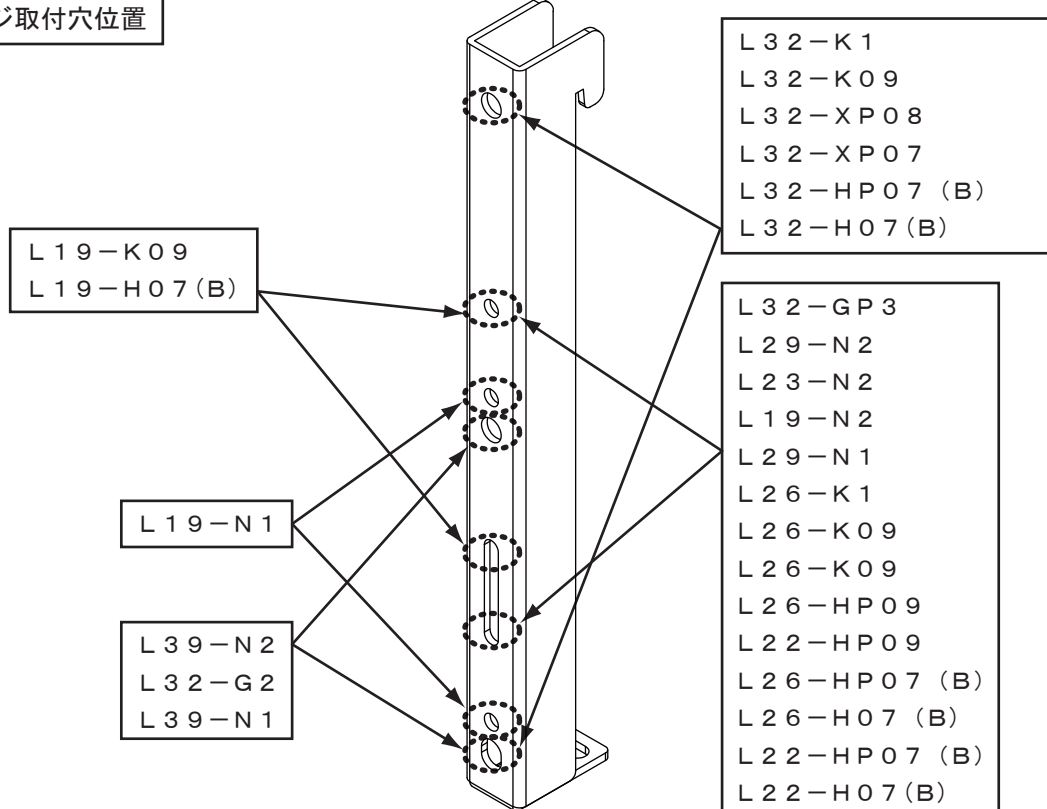 ジ取付穴位置
L32-K1
L32-K09
L32-XP08
L32-XP07
L32-HP07 (B)
L32-H07(B)
L19-K09
L19-H07(B)
L32-GP3
L29-N2
L23-N2
L19-N2
L29-N1
L26-K1
L26-K09
L26-K09
L26-HP09
L22-HP09
L26-HP07 (B)
L26-H07 (B)
L22-HP07 (B)
L22-H07(B)
L19-N1
L39-N2
L32-G2
L39-N1